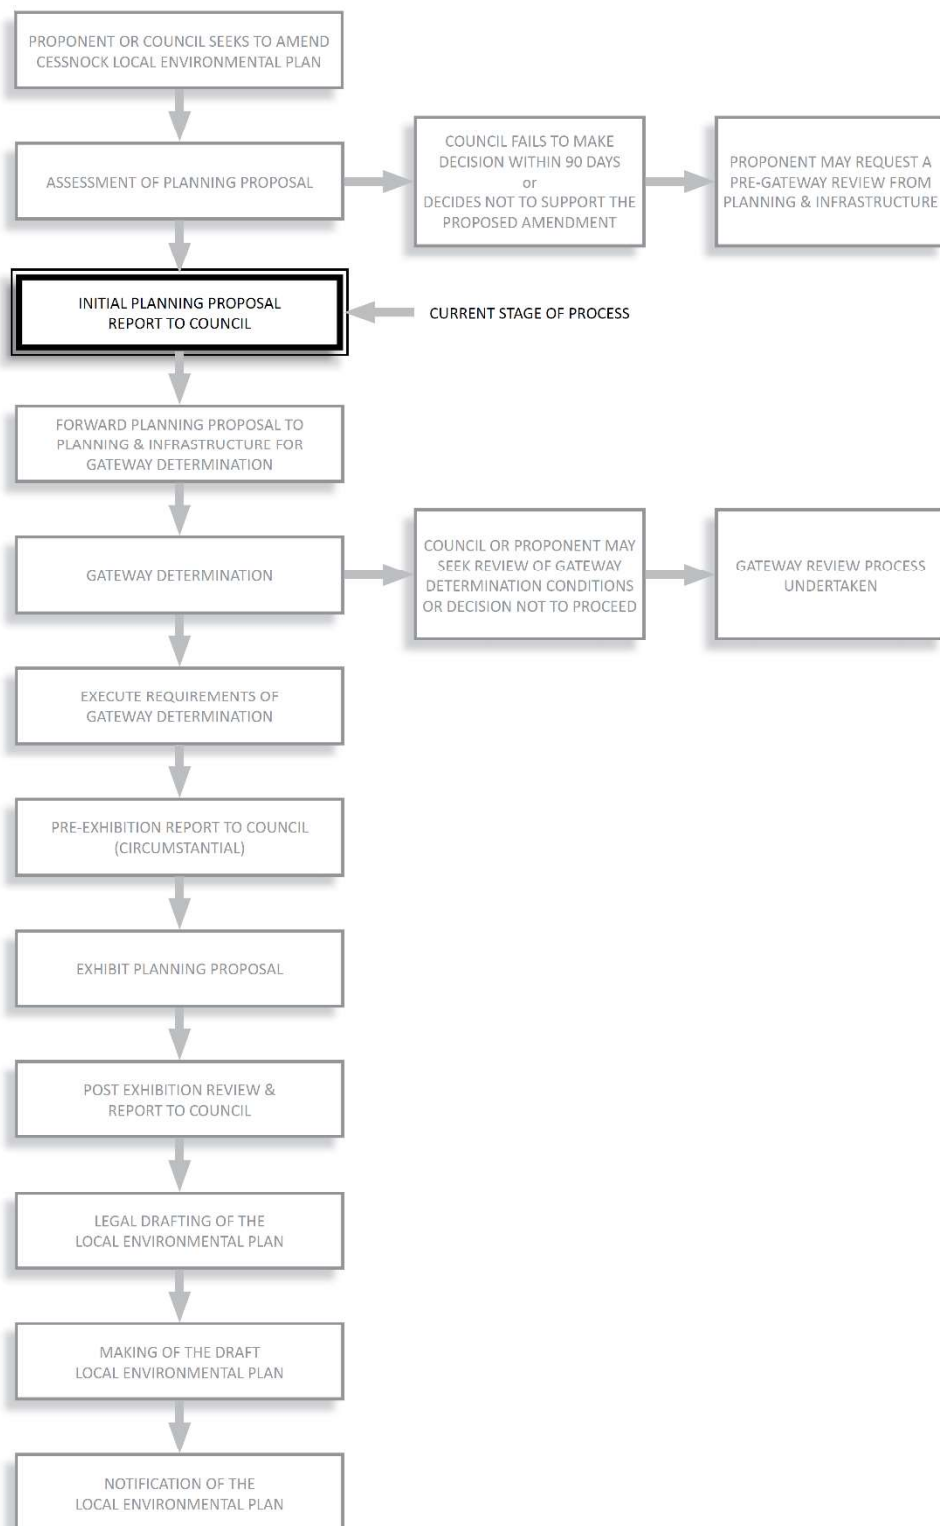 PROPONENT OR COUNCIL SEEKS TO AMEND
CESSNOCK LOCAL ENVIRONMENTAL PLAN
ASSESSMENT OF PLANNING PROPOSAL
COUNCIL FAILS TO MAKE
DECISION WITHIN 90 DAYS
or
DECIDES NOT TO SUPPORT THE
PROPOSED AMENDMENT
PROPONENT MAY REQUEST A
PRE-GATEWAY REVIEW FROM
PLANNING & INFRASTRUCTURE
INITIAL PLANNING PROPOSAL
REPORT TO COUNCIL
CURRENT STAGE OF PROCESS
FORWARD PLANNING PROPOSAL TO
PLANNING & INFRASTRUCTURE FOR
GATEWAY DETERMINATION
GATEWAY DETERMINATION
COUNCIL OR PROPONENT MAY
SEEK REVIEW OF GATEWAY
DETERMINATION CONDITIONS
OR DECISION NOT TO PROCEED
GATEWAY REVIEW PROCESS
UNDERTAKEN
EXECUTE REQUIREMENTS OF
GATEWAY DETERMINATION
PRE-EXHIBITION REPORT TO COUNCIL
(CIRCUMSTANTIAL)
EXHIBIT PLANNING PROPOSAL
POST EXHIBITION REVIEW &
REPORT TO COUNCIL
LEGAL DRAFTING OF THE
LOCAL ENVIRONMENTAL PLAN
MAKING OF THE DRAFT
LOCAL ENVIRONMENTAL PLAN
NOTIFICATION OF THE
LOCAL ENVIRONMENTAL PLAN